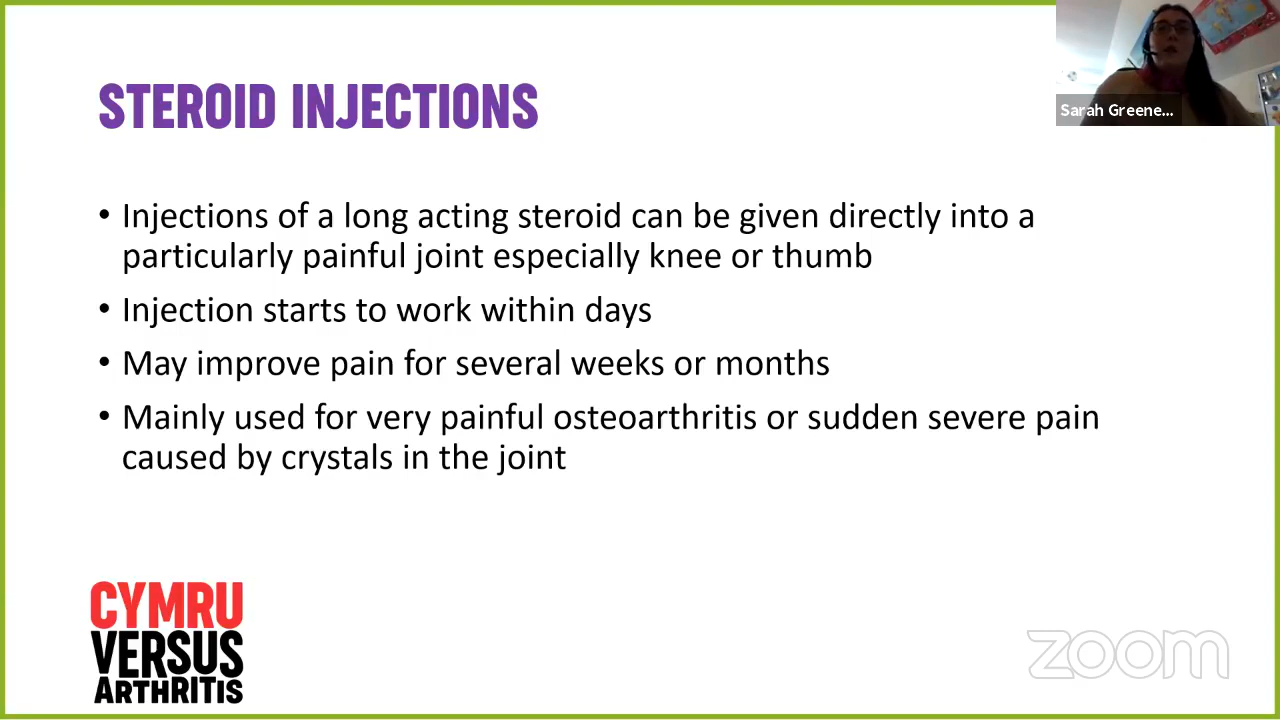 STEROID INJECTIONS
Sarah Greene...
• Injections of a long acting steroid can be given directly into a
particularly painful joint especially knee or thumb
• Injection starts to work within days
• May improve pain for several weeks or months
• Mainly used for very painful osteoarthritis or sudden severe pain
caused by crystals in the joint
CYMRU
VERSUS
ARTHRITIS
zoom